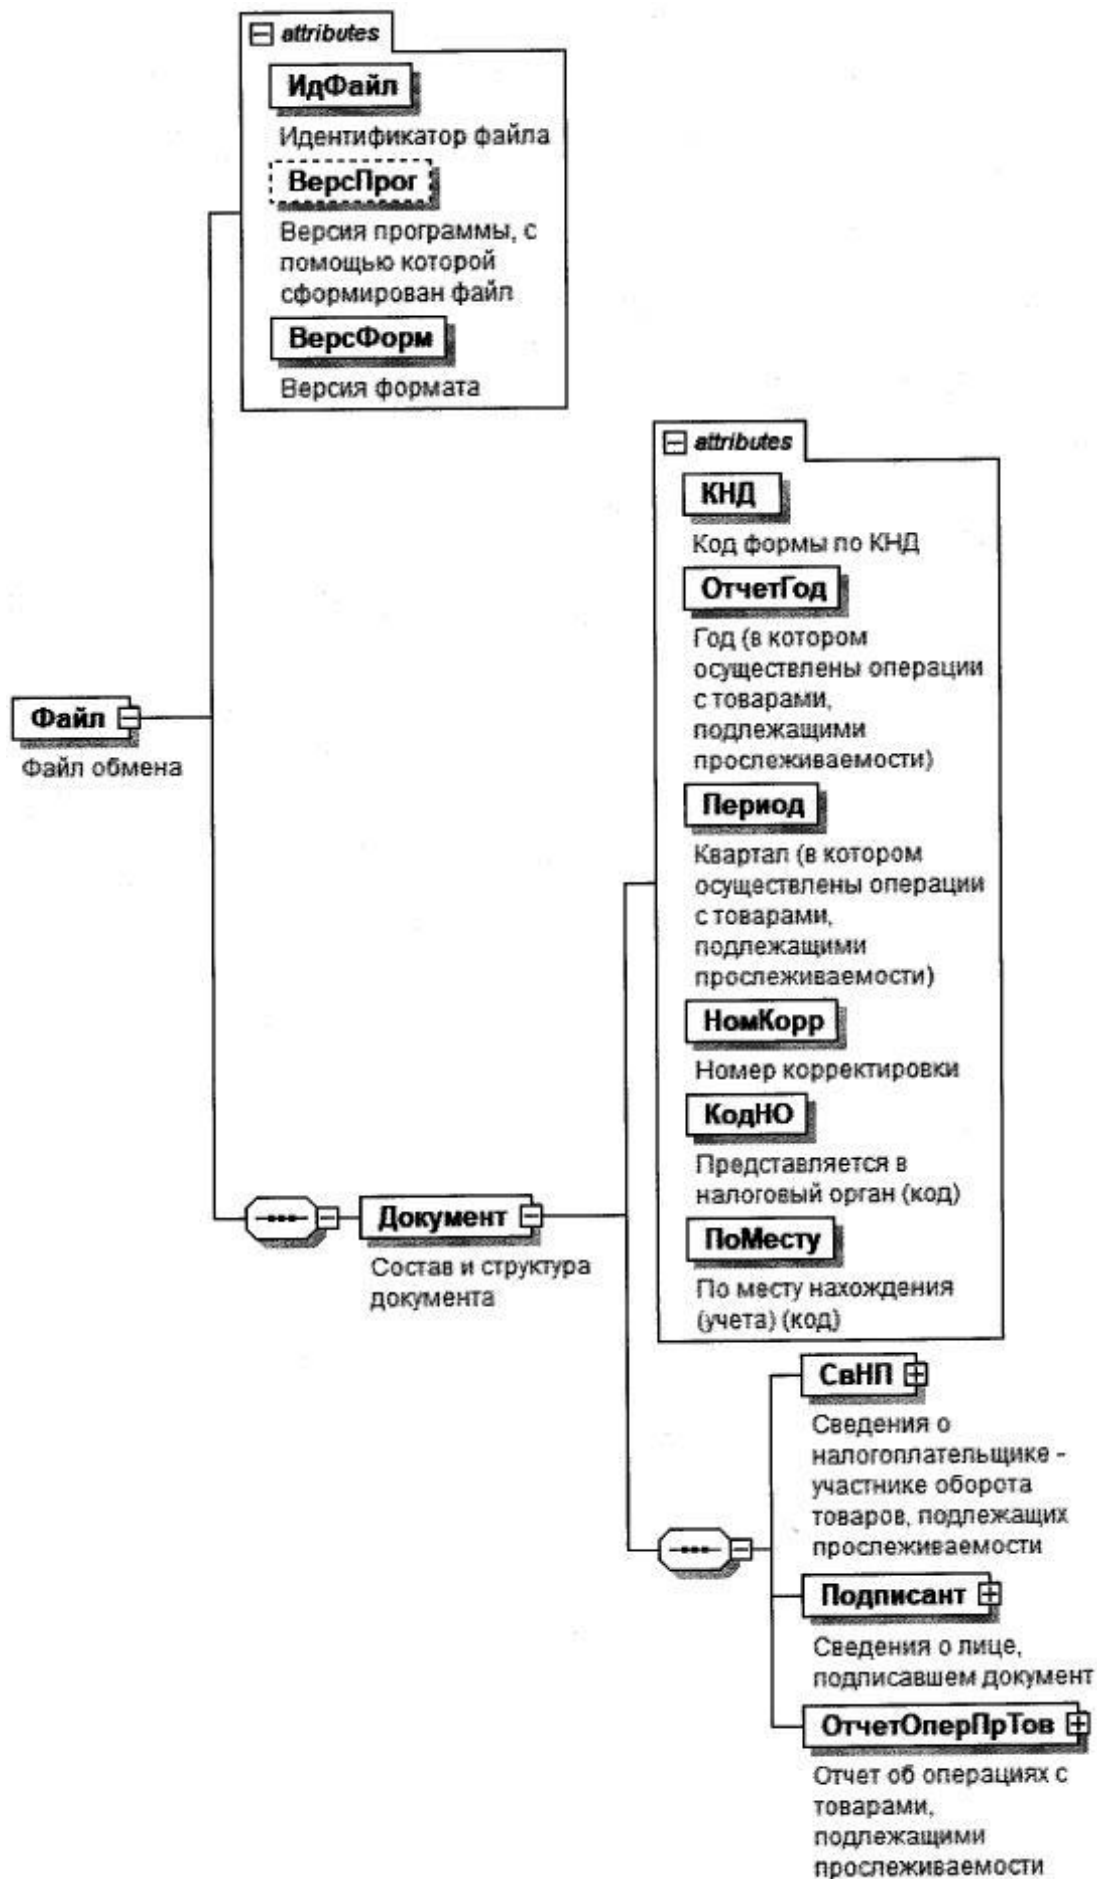 attributes
ИдФайл
Идентификатор файла
ВерсПрог
Версия программы, с
помощью которой
сформирован файл
ВерсФорм
Версия формата
Файл
Файл обмена
Документ
Состав и структура
документа
attributes
КНД
Код формы по КНД
ОтчетГод
Год (в котором
осуществлены операции
с товарами,
подлежащими
прослеживаемости)
Период
Квартал (в котором
осуществлены операции
с товарами,
подлежащими
прослеживаемости)
НомКорр
Номер корректировки
КодНО
Представляется в
налоговый орган (код)
ПоМесту
По месту нахождения
(учета) (код)
СвНП
Сведения о
налогоплательщике -
участнике оборота
товаров, подлежащих
прослеживаемости
Подписант
Сведения о лице,
подписавшем документ
ОтчетОперПрТов
Отчет об операциях с
товарами,
подлежащими
прослеживаемости